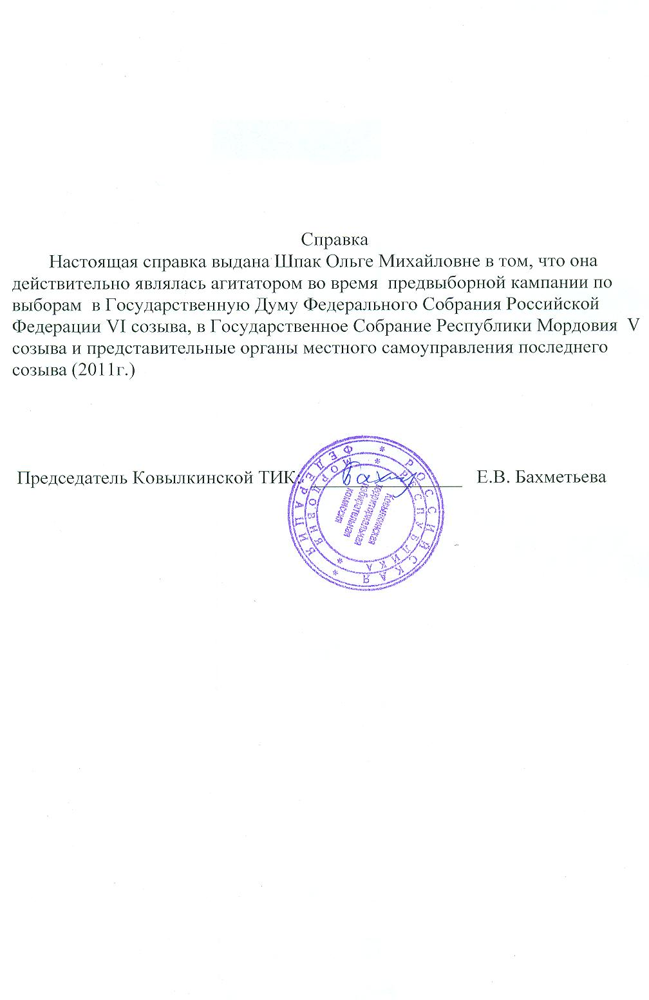 Справка
Настоящая справка выдана Шпак Ольге Михайловне в том, что она
действительно являлась агитатором во время предвыборной кампании по
выборам в Государственную Думу Федерального Собрания Российской
Федерации VI созыва, в Государственное Собрание Республики Мордовия V
созыва и представительные органы местного самоуправления последнего
созыва (2011г.)
Председатель Ковылкинской ТИК: Е.В. Бахметьева
* РОССИЙСКАЯ * ФЕДЕРАЦИЯ
* РЕСПУБЛИКА * МОРДОВИЯ
Ковылкинская
территориальная
избирательная
комиссия